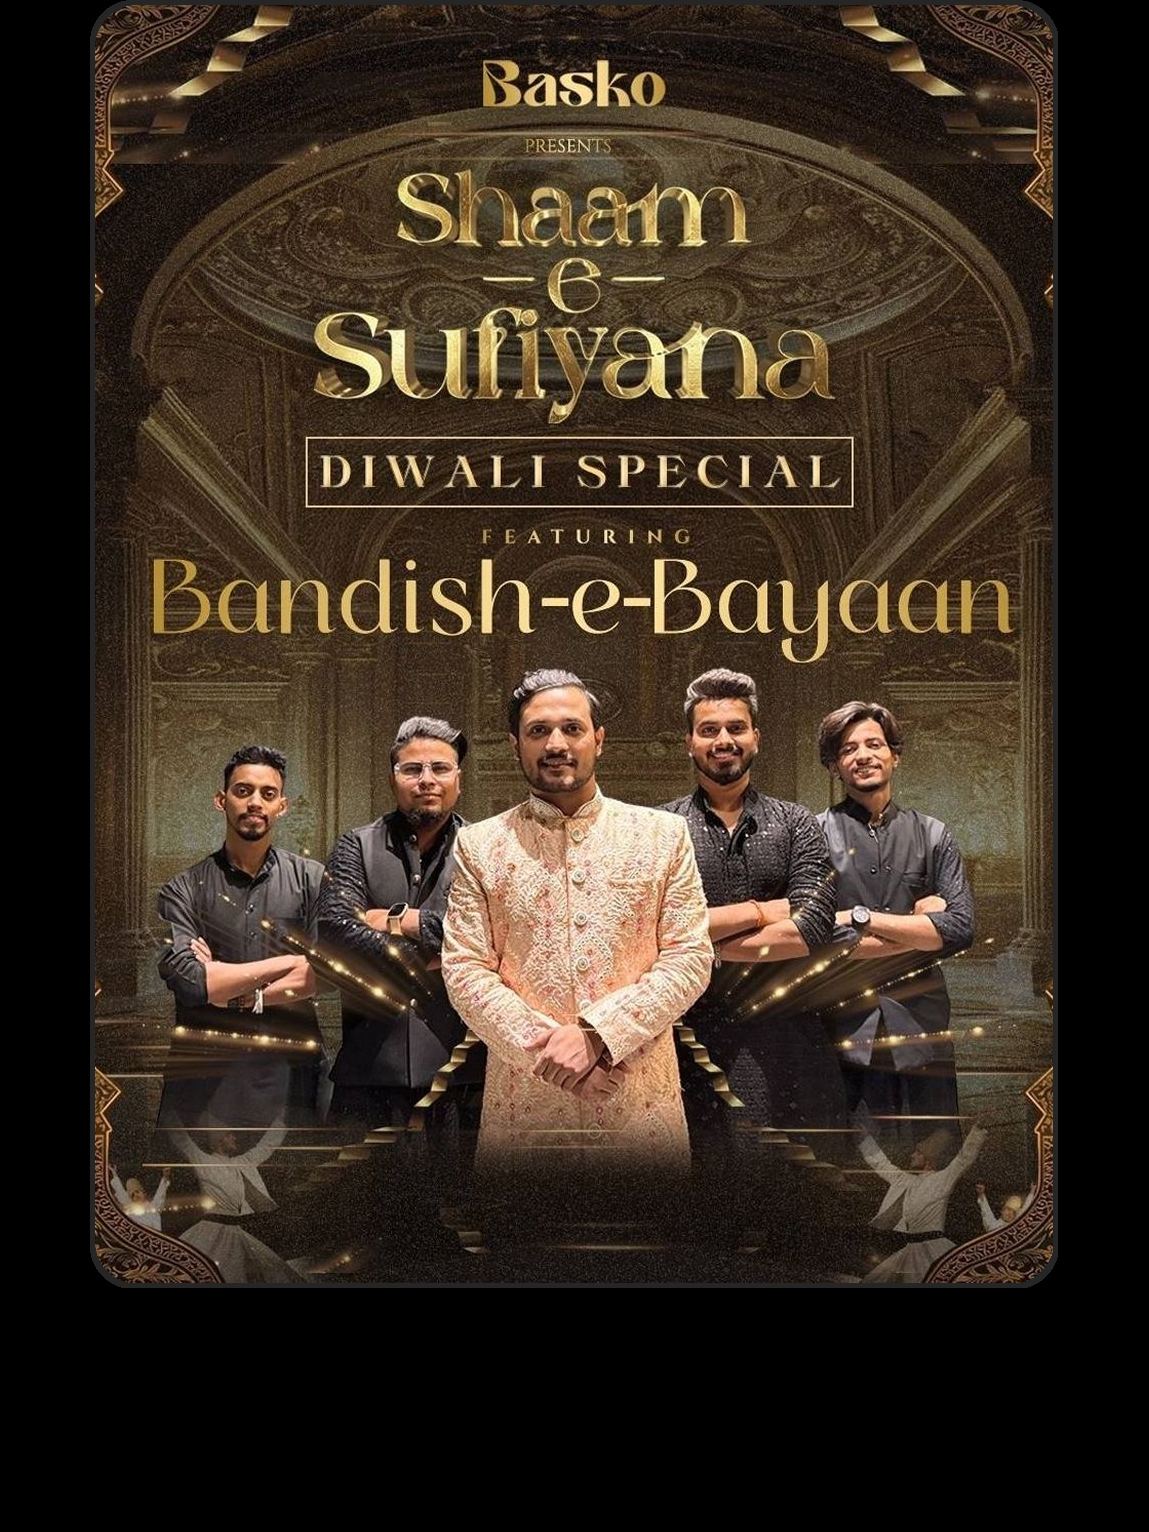 Basko
PRESENTS
Shaam
e
Sufiyana
DIWALI SPECIAL
FEATURING
Bandish-e-Bayaan